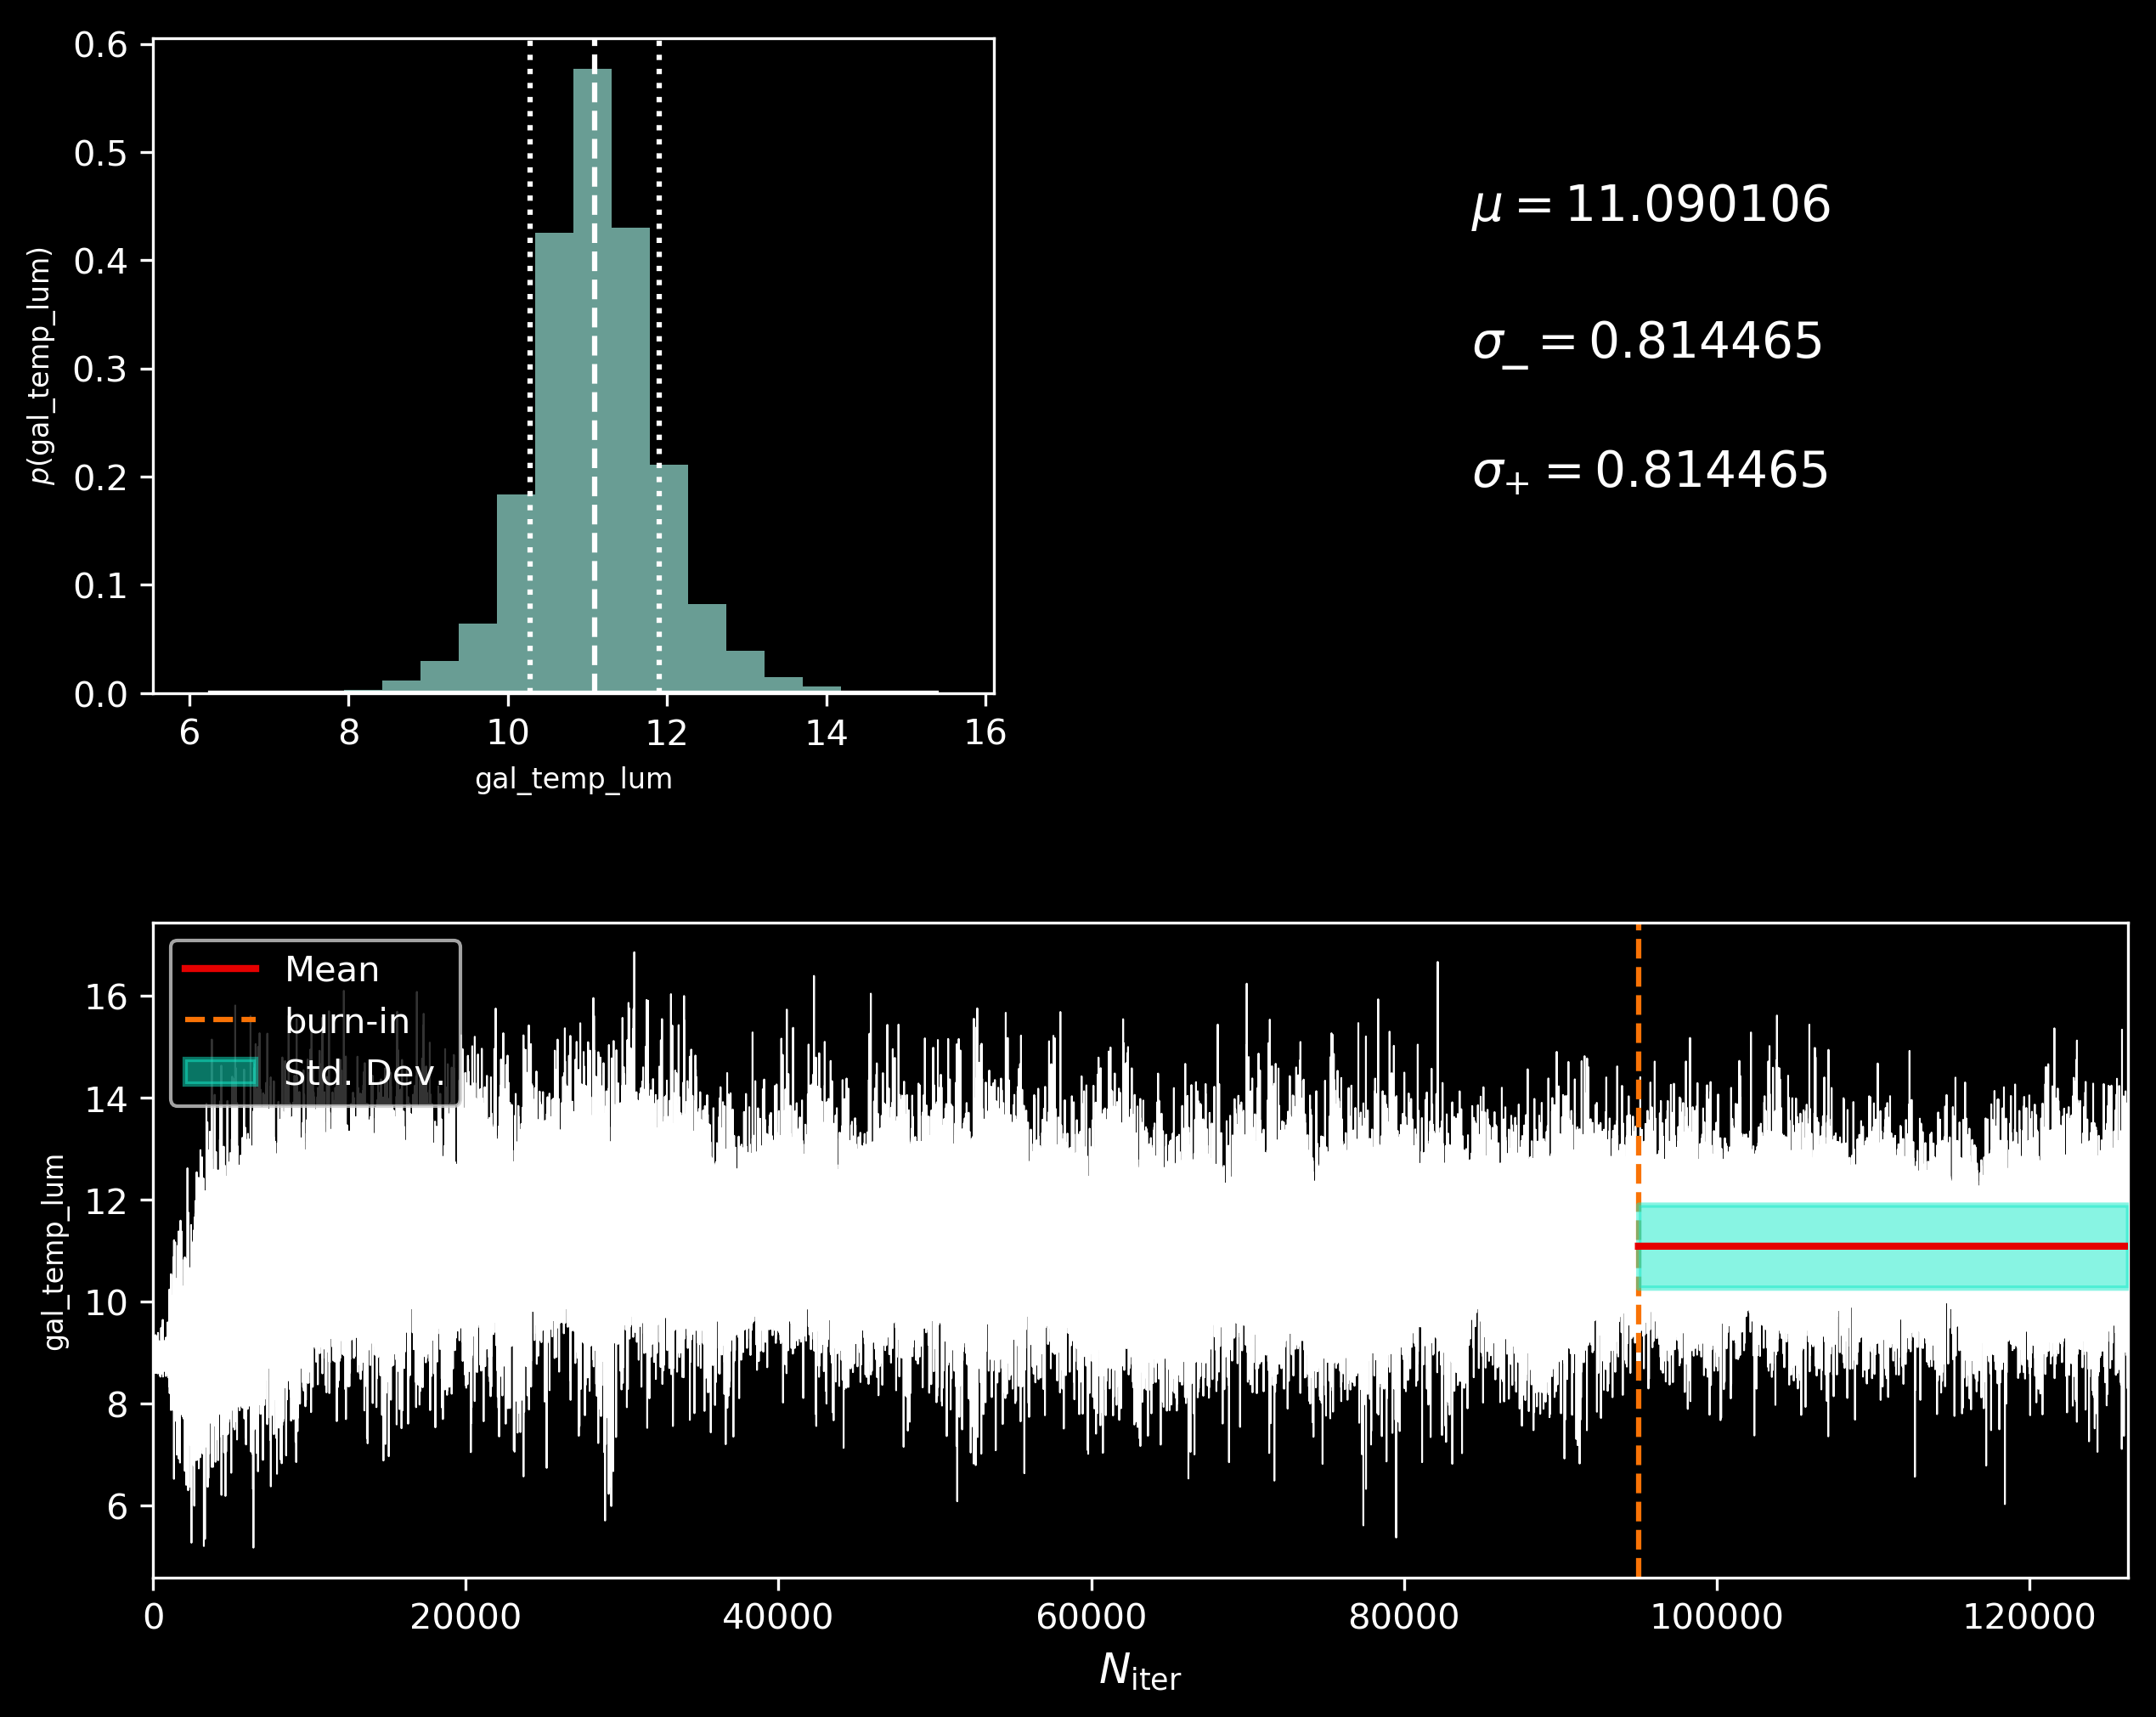 0.6
0.5
0.4
0.3
0.2
0.1
0.0
p(gal_temp_lum)
6 8 10 12 14 16
gal_temp_lum
μ = 11.090106
σ_ = 0.814465
σ+ = 0.814465
Mean
burn-in
Std. Dev.
16
14
12
10
8
6
gal_temp_lum
0 20000 40000 60000 80000 100000 120000
Niter